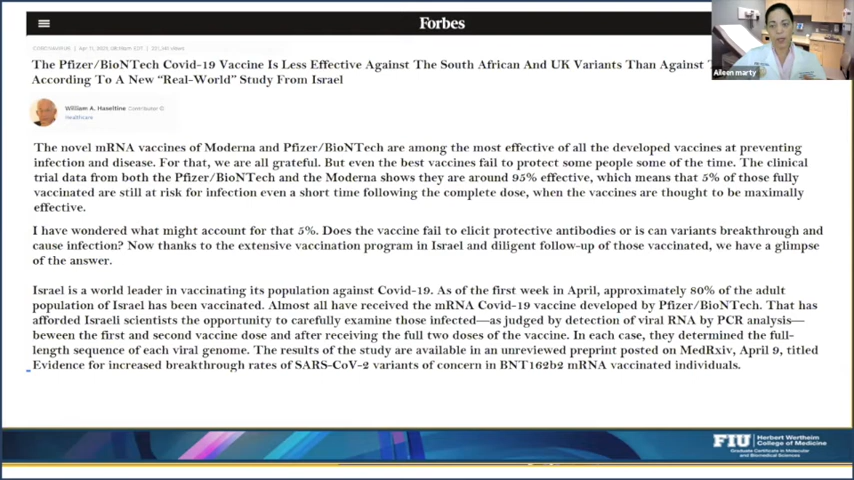 Forbes
CORONAVIRUS | Apr 11, 2021,
The Pfizer/BioNTech Covid-19 Vaccine Is Less Effective Against The South African And UK Variants Than Against
According To A New “Real-World” Study From Israel
William A. Haseltine Contributor
Healthcare
The novel mRNA vaccines of Moderna and Pfizer/BioNTech are among the most effective of all the developed vaccines at preventing
infection and disease. For that, we are all grateful. But even the best vaccines fail to protect some people some of the time. The clinical
trial data from both the Pfizer/BioNTech and the Moderna shows they are around 95% effective, which means that 5% of those fully
vaccinated are still at risk for infection even a short time following the complete dose, when the vaccines are thought to be maximally
effective.
I have wondered what might account for that 5%. Does the vaccine fail to elicit protective antibodies or is can variants breakthrough and
cause infection? Now thanks to the extensive vaccination program in Israel and diligent follow-up of those vaccinated, we have a glimpse
of the answer.
Israel is a world leader in vaccinating its population against Covid-19. As of the first week in April, approximately 80% of the adult
population of Israel has been vaccinated. Almost all have received the mRNA Covid-19 vaccine developed by Pfizer/BioNTech. That has
afforded Israeli scientists the opportunity to carefully examine those infected—as judged by detection of viral RNA by PCR analysis—
beween the first and second vaccine dose and after receiving the full two doses of the vaccine. In each case, they determined the full-
length sequence of each viral genome. The results of the study are available in an unreviewed preprint posted on MedRxiv, April 9, titled
Evidence for increased breakthrough rates of SARS-CoV-2 variants of concern in BNT162b2 mRNA vaccinated individuals.
Aileen marty
FIU
Herbert Wertheim
College of Medicine
Graduate Certificate in Molecular
and Biomedical Sciences